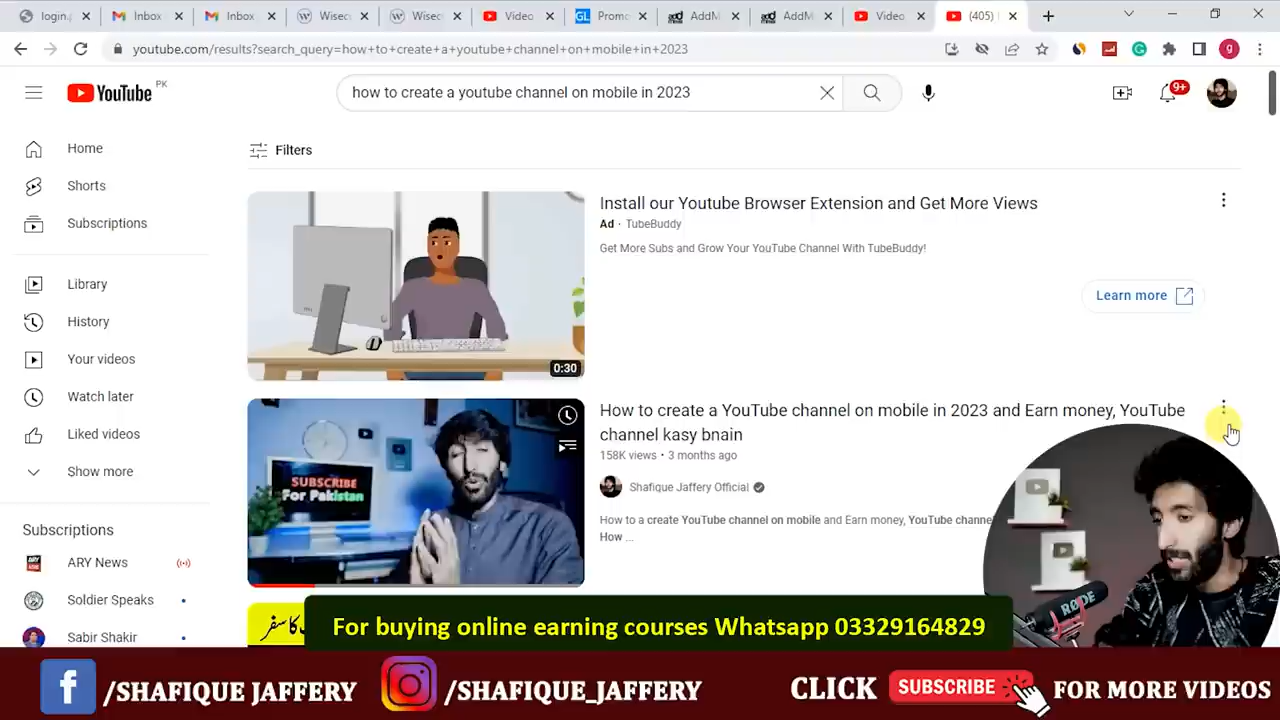 login.
Inbox
Inbox
Wisec
Wisec
Video
Promo
AddM
AddM
Video
(405)
youtube.com/results?search_query=how+to+create+a+youtube+channel+on+mobile+in+2023
YouTube PK
how to create a youtube channel on mobile in 2023
9+
Home
Shorts
Subscriptions
Library
History
Your videos
Watch later
Liked videos
Show more
Subscriptions
ARY News
Soldier Speaks
Sabir Shakir
Filters
Install our Youtube Browser Extension and Get More Views
Ad · TubeBuddy
Get More Subs and Grow Your YouTube Channel With TubeBuddy!
Learn more
0:30
SUBSCRIBE
For Pakistan
How to create a YouTube channel on mobile in 2023 and Earn money, YouTube
channel kasy bnain
158K views • 3 months ago
Shafique Jaffery Official
How to a create YouTube channel on mobile and Earn money, YouTube channe
How ...
RØDE
کا سفر
For buying online earning courses Whatsapp 03329164829
/SHAFIQUE JAFFERY
/SHAFIQUE_JAFFERY
CLICK SUBSCRIBE FOR MORE VIDEOS